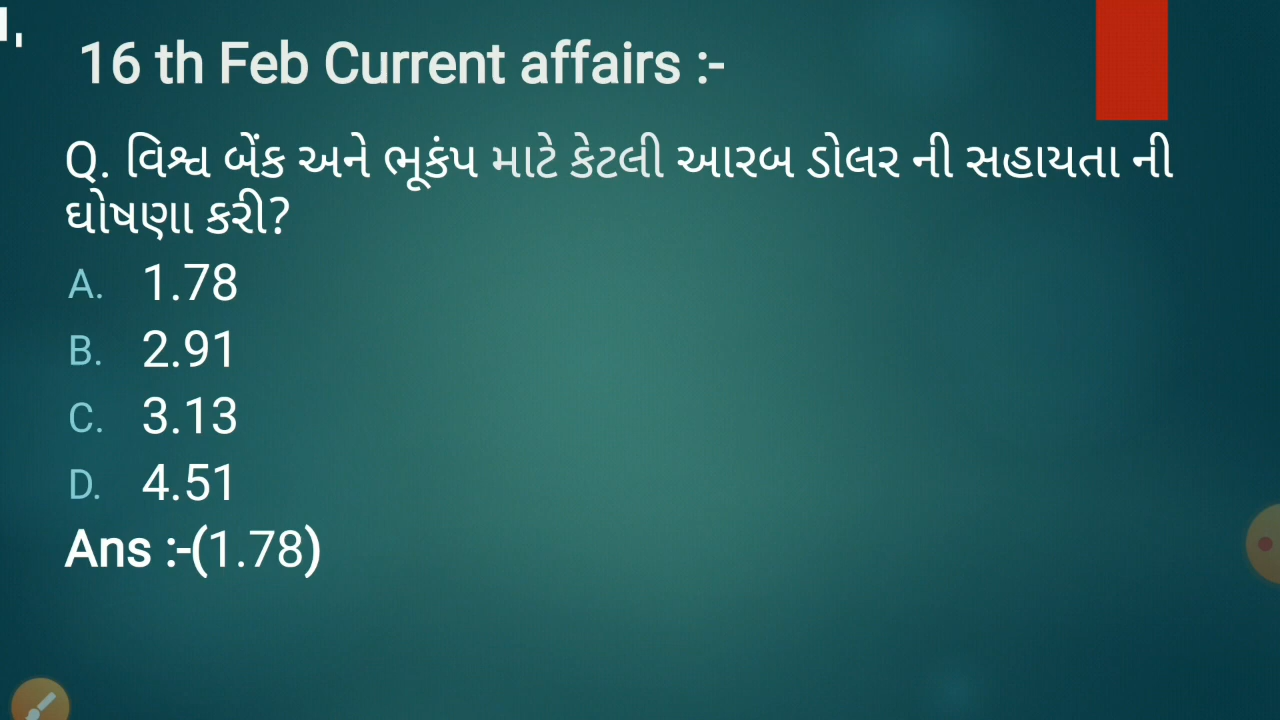 16 th Feb Current affairs :-
Q. વિશ્વ બેંક અને ભૂકંપ માટે કેટલી આરબ ડોલર ની સહાયતા ની
ઘોષણા કરી?
A. 1.78
B. 2.91
C. 3.13
D. 4.51
Ans :-(1.78)